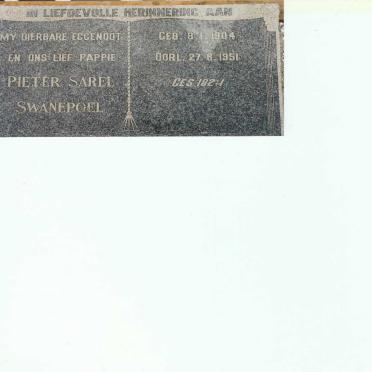 IN LIEFDEVOLLE HERINNERING AAN
MY DIERBARE EGGENOOT
EN ONS LIEF PAPPIE
PIETER SAREL
SWANEPOEL
GEB. 8.1.1904
OORL. 27.8.1951
GES 182:1